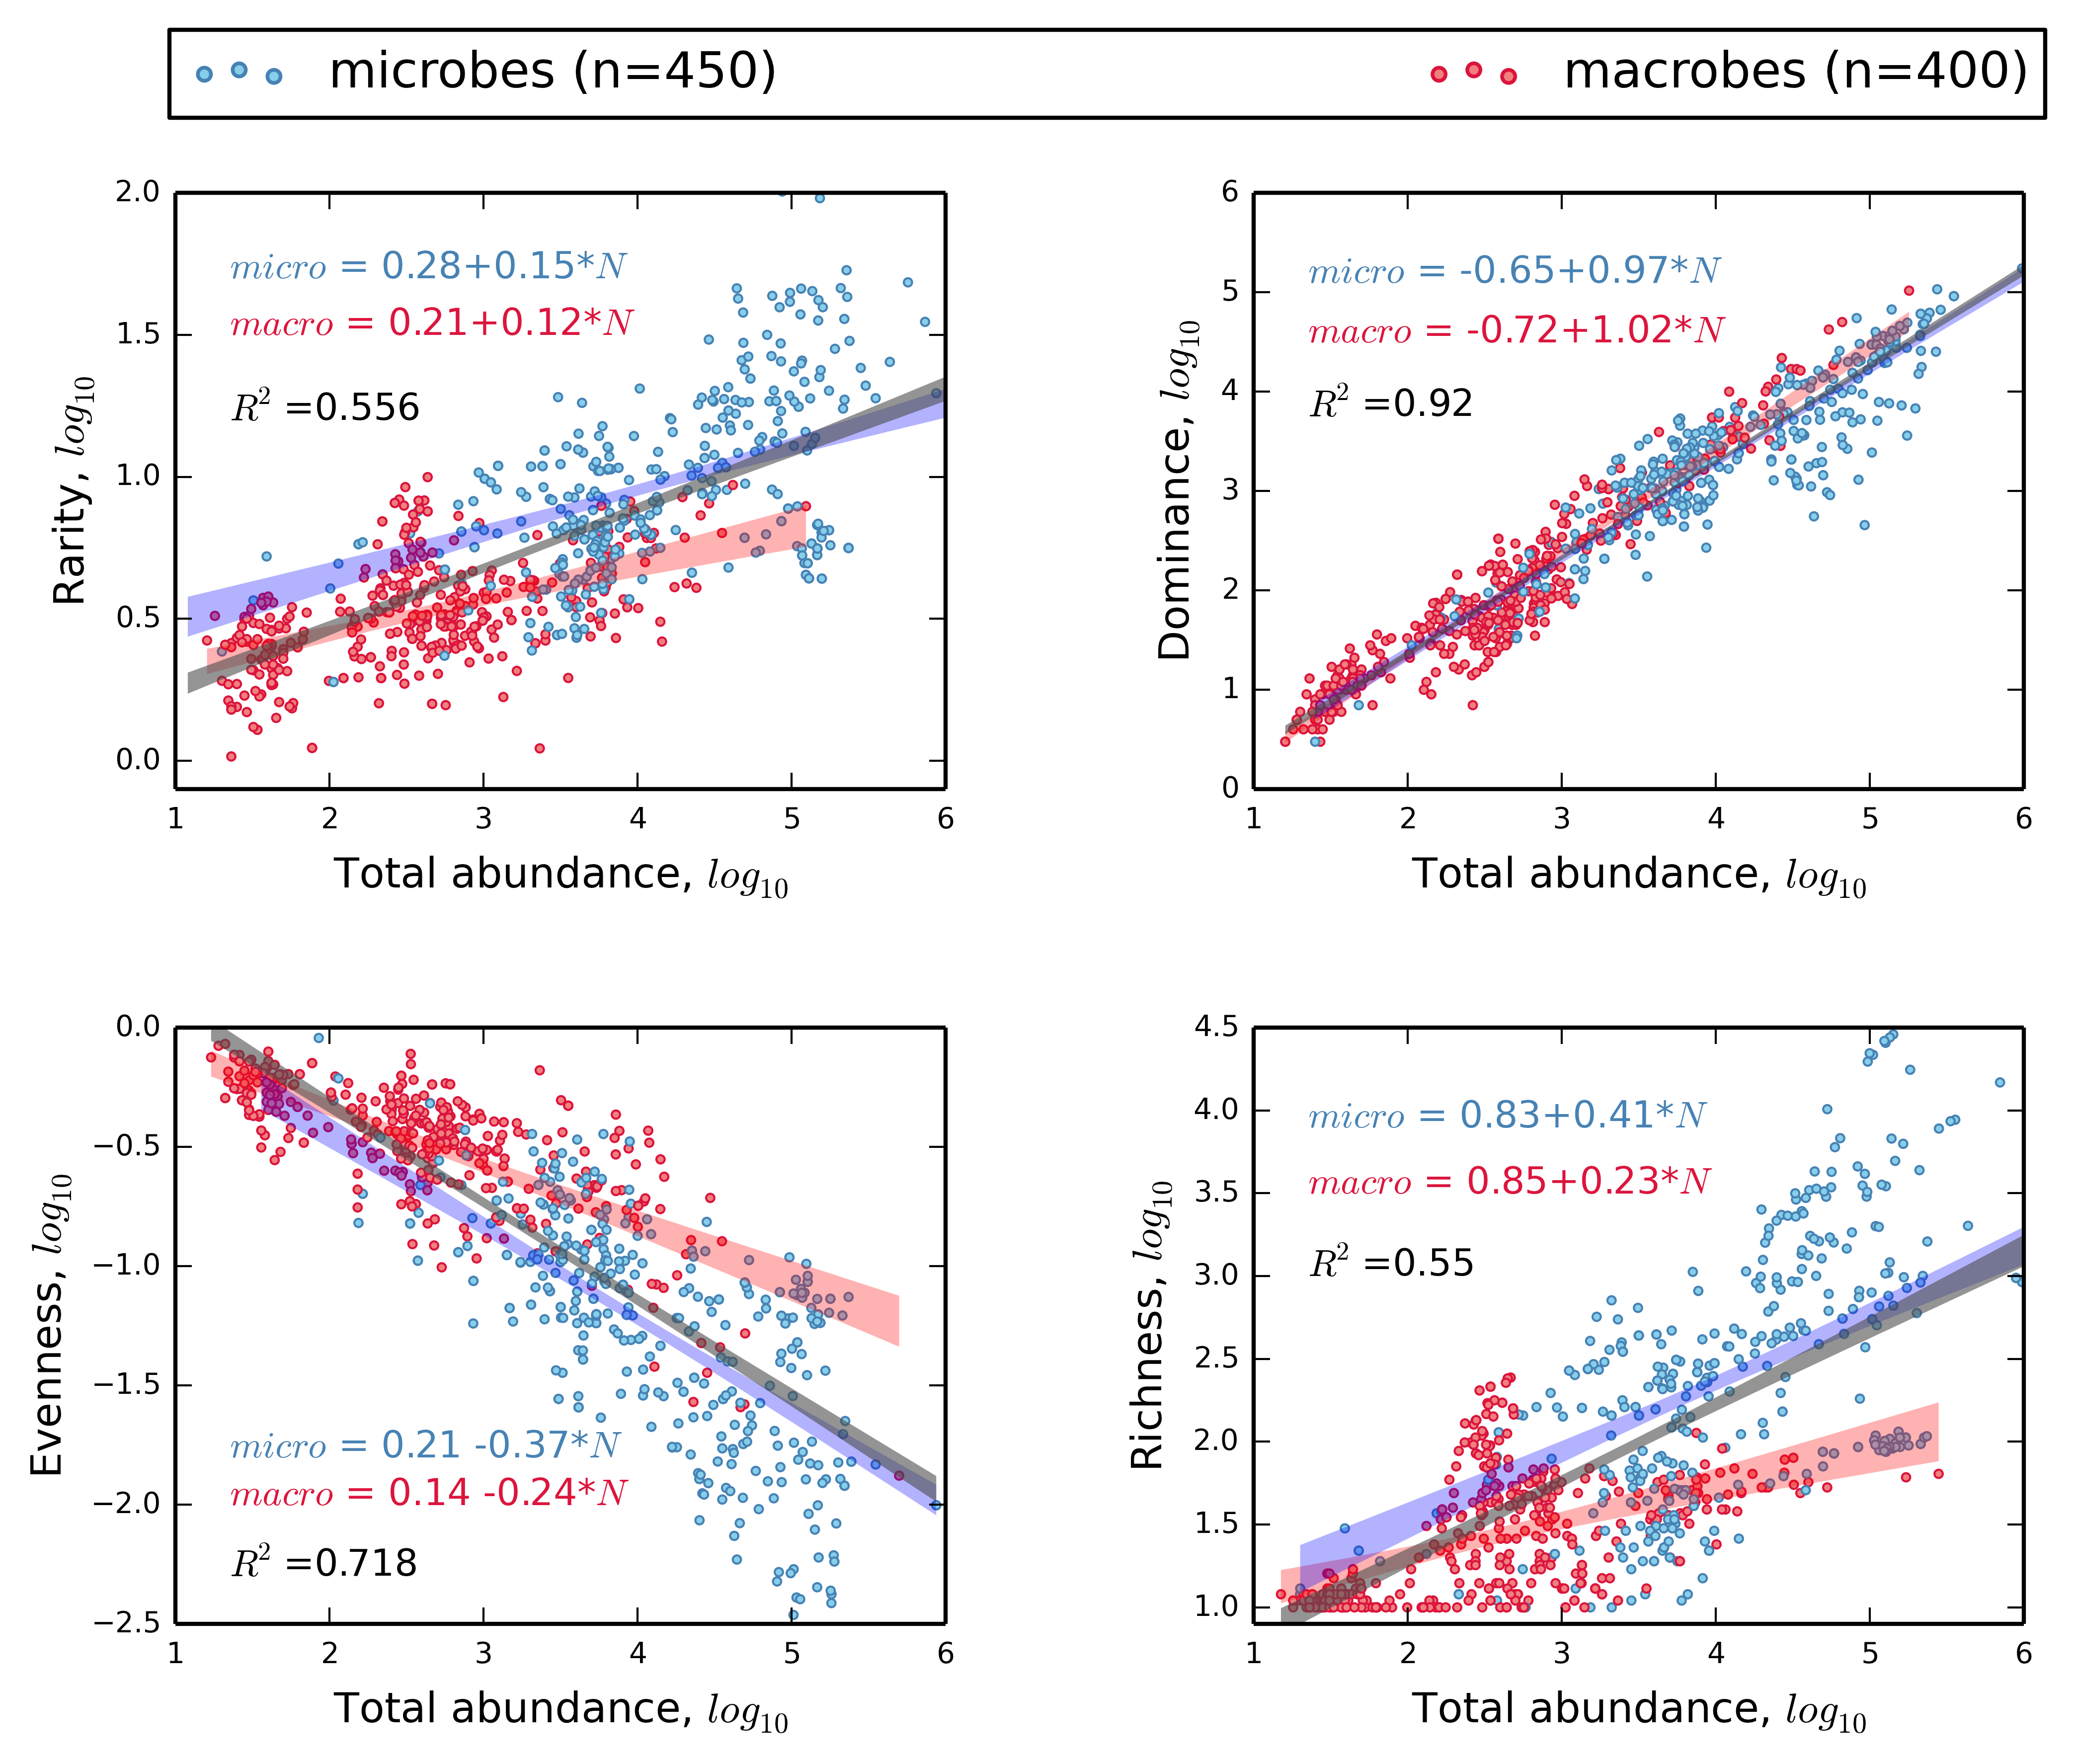 microbes (n=450)
macrobes (n=400)
2.0
1.5
1.0
0.5
0.0
Rarity, log10
micro = 0.28+0.15*N
macro = 0.21+0.12*N
R2 =0.556
1 2 3 4 5 6
Total abundance, log10
6
5
4
3
2
1
0
Dominance, log10
micro = -0.65+0.97*N
macro = -0.72+1.02*N
R2 =0.92
1 2 3 4 5 6
Total abundance, log10
0.0
−0.5
−1.0
−1.5
−2.0
−2.5
Evenness, log10
micro = 0.21 -0.37*N
macro = 0.14 -0.24*N
R2 =0.718
1 2 3 4 5 6
Total abundance, log10
4.5
4.0
3.5
3.0
2.5
2.0
1.5
1.0
Richness, log10
micro = 0.83+0.41*N
macro = 0.85+0.23*N
R2 =0.55
1 2 3 4 5 6
Total abundance, log10